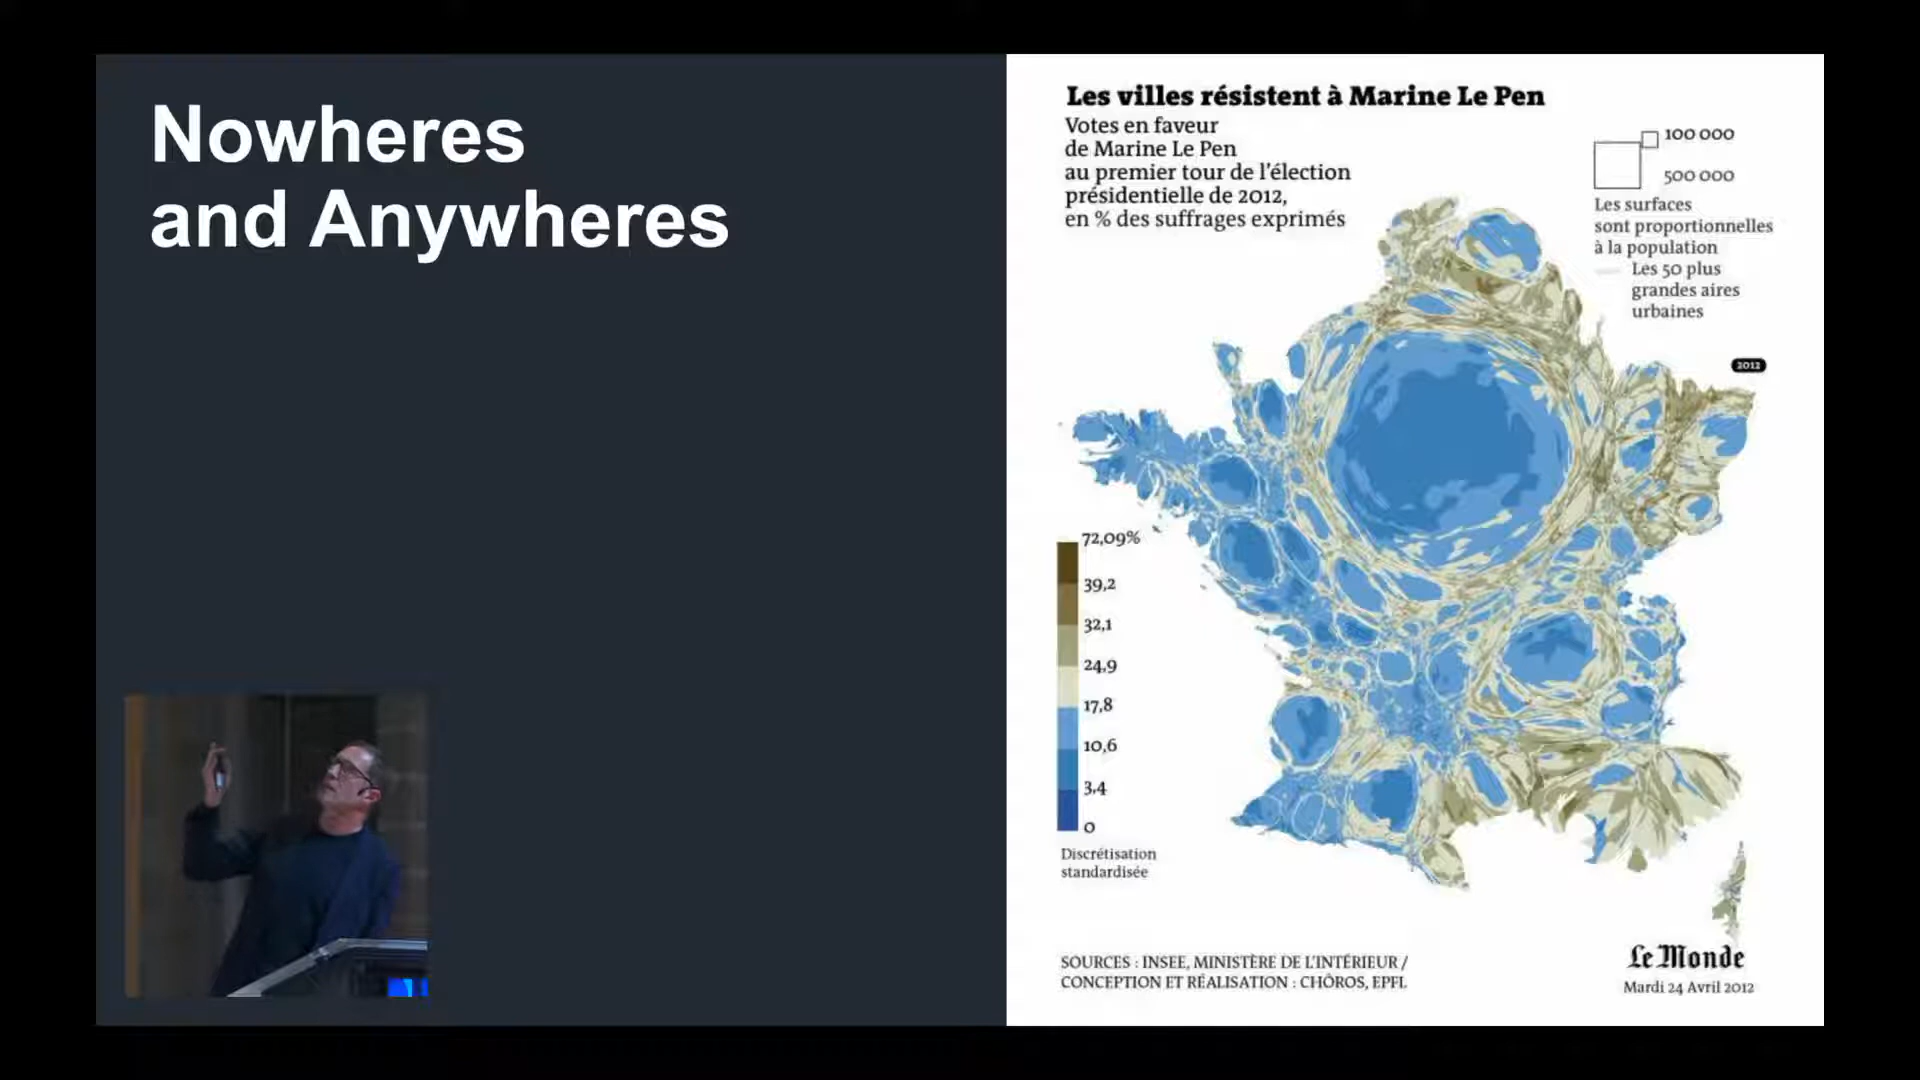 Nowheres
and Anywheres
Les villes résistent à Marine Le Pen
Votes en faveur
de Marine Le Pen
au premier tour de l'élection
présidentielle de 2012,
en % des suffrages exprimés
100 000
500 000
Les surfaces
sont proportionnelles
à la population
Les 50 plus
grandes aires
urbaines
2012
72,09%
39,2
32,1
24,9
17,8
10,6
3,4
0
Discrétisation
standardisée
SOURCES : INSEE, MINISTÈRE DE L'INTÉRIEUR /
CONCEPTION ET RÉALISATION : CHÔROS, EPFL
Le Monde
Mardi 24 Avril 2012